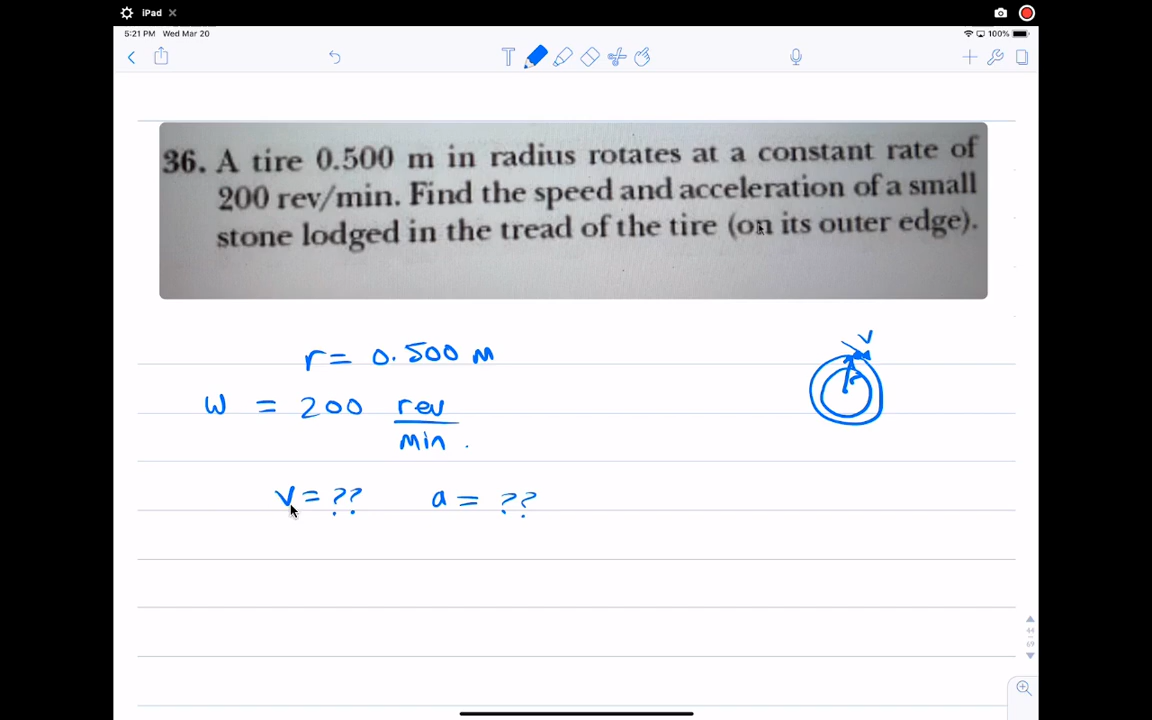 iPad
5:21 PM Wed Mar 20
100%
T
36. A tire 0.500 m in radius rotates at a constant rate of
200 rev/min. Find the speed and acceleration of a small
stone lodged in the tread of the tire (on its outer edge).
v
r = 0.500 m
r
w = 200 rev
min.
v = ?? a = ??
44
69